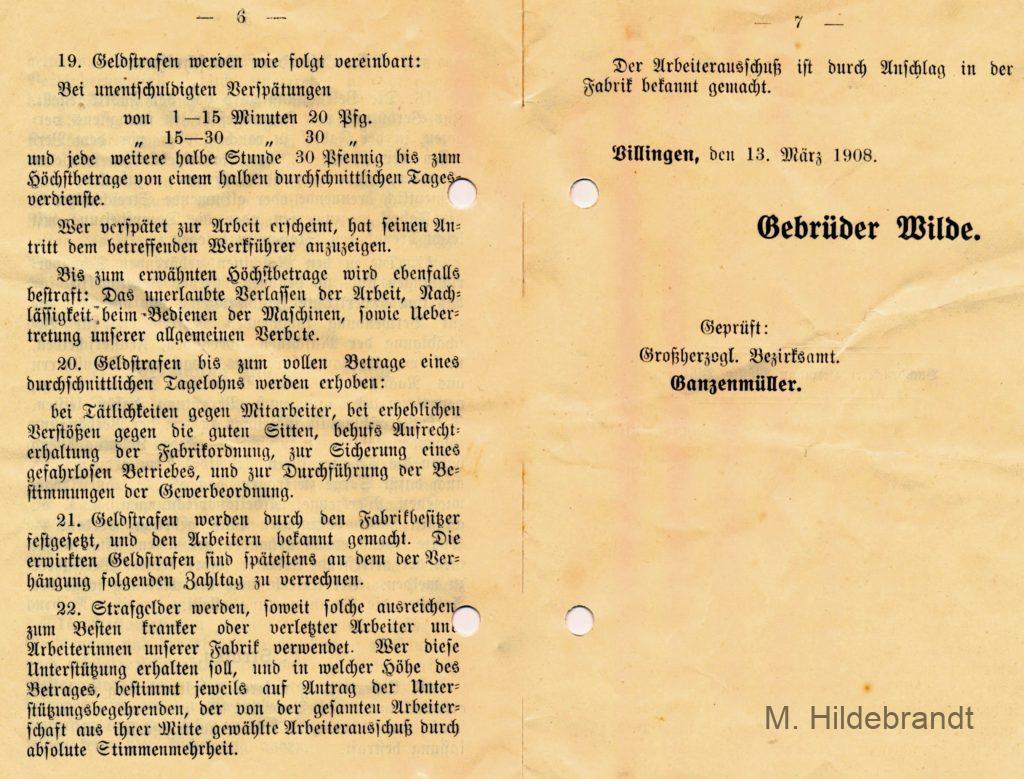 — 6 —
19. Geldstrafen werden wie folgt vereinbart:
Bei unentschuldigten Verspätungen
von 1—15 Minuten 20 Pfg.
„ 15—30 „ 30 „
und jede weitere halbe Stunde 30 Pfennig bis zum
Höchstbetrage von einem halben durchschnittlichen Tages-
verdienste.
Wer verspätet zur Arbeit erscheint, hat seinen An-
tritt dem betreffenden Werkführer anzuzeigen.
Bis zum erwähnten Höchstbetrage wird ebenfalls
bestraft: Das unerlaubte Verlassen der Arbeit, Nach-
lässigkeit beim Bedienen der Maschinen, sowie Ueber-
tretung unserer allgemeinen Verbote.
20. Geldstrafen bis zum vollen Betrage eines
durchschnittlichen Tagelohns werden erhoben:
bei Tätlichkeiten gegen Mitarbeiter, bei erheblichen
Verstößen gegen die guten Sitten, behufs Aufrecht-
erhaltung der Fabrikordnung, zur Sicherung eines
gefahrlosen Betriebes, und zur Durchführung der Be-
stimmungen der Gewerbeordnung.
21. Geldstrafen werden durch den Fabrikbesitzer
festgesetzt, und den Arbeitern bekannt gemacht. Die
erwirkten Geldstrafen sind spätestens an dem der Ver-
hängung folgenden Zahltag zu verrechnen.
22. Strafgelder werden, soweit solche ausreichen
zum Besten kranker oder verletzter Arbeiter und
Arbeiterinnen unserer Fabrik verwendet. Wer diese
Unterstützung erhalten soll, und in welcher Höhe des
Betrages, bestimmt jeweils auf Antrag der Unter-
stützungsbegehrenden, der von der gesamten Arbeiter-
schaft aus ihrer Mitte gewählte Arbeiterausschuß durch
absolute Stimmenmehrheit.
— 7 —
Der Arbeiterausschuß ist durch Anschlag in der
Fabrik bekannt gemacht.
Villingen, den 13. März 1908.
Gebrüder Wilde.
Geprüft:
Großherzogl. Bezirksamt.
Ganzenmüller.
M. Hildebrandt